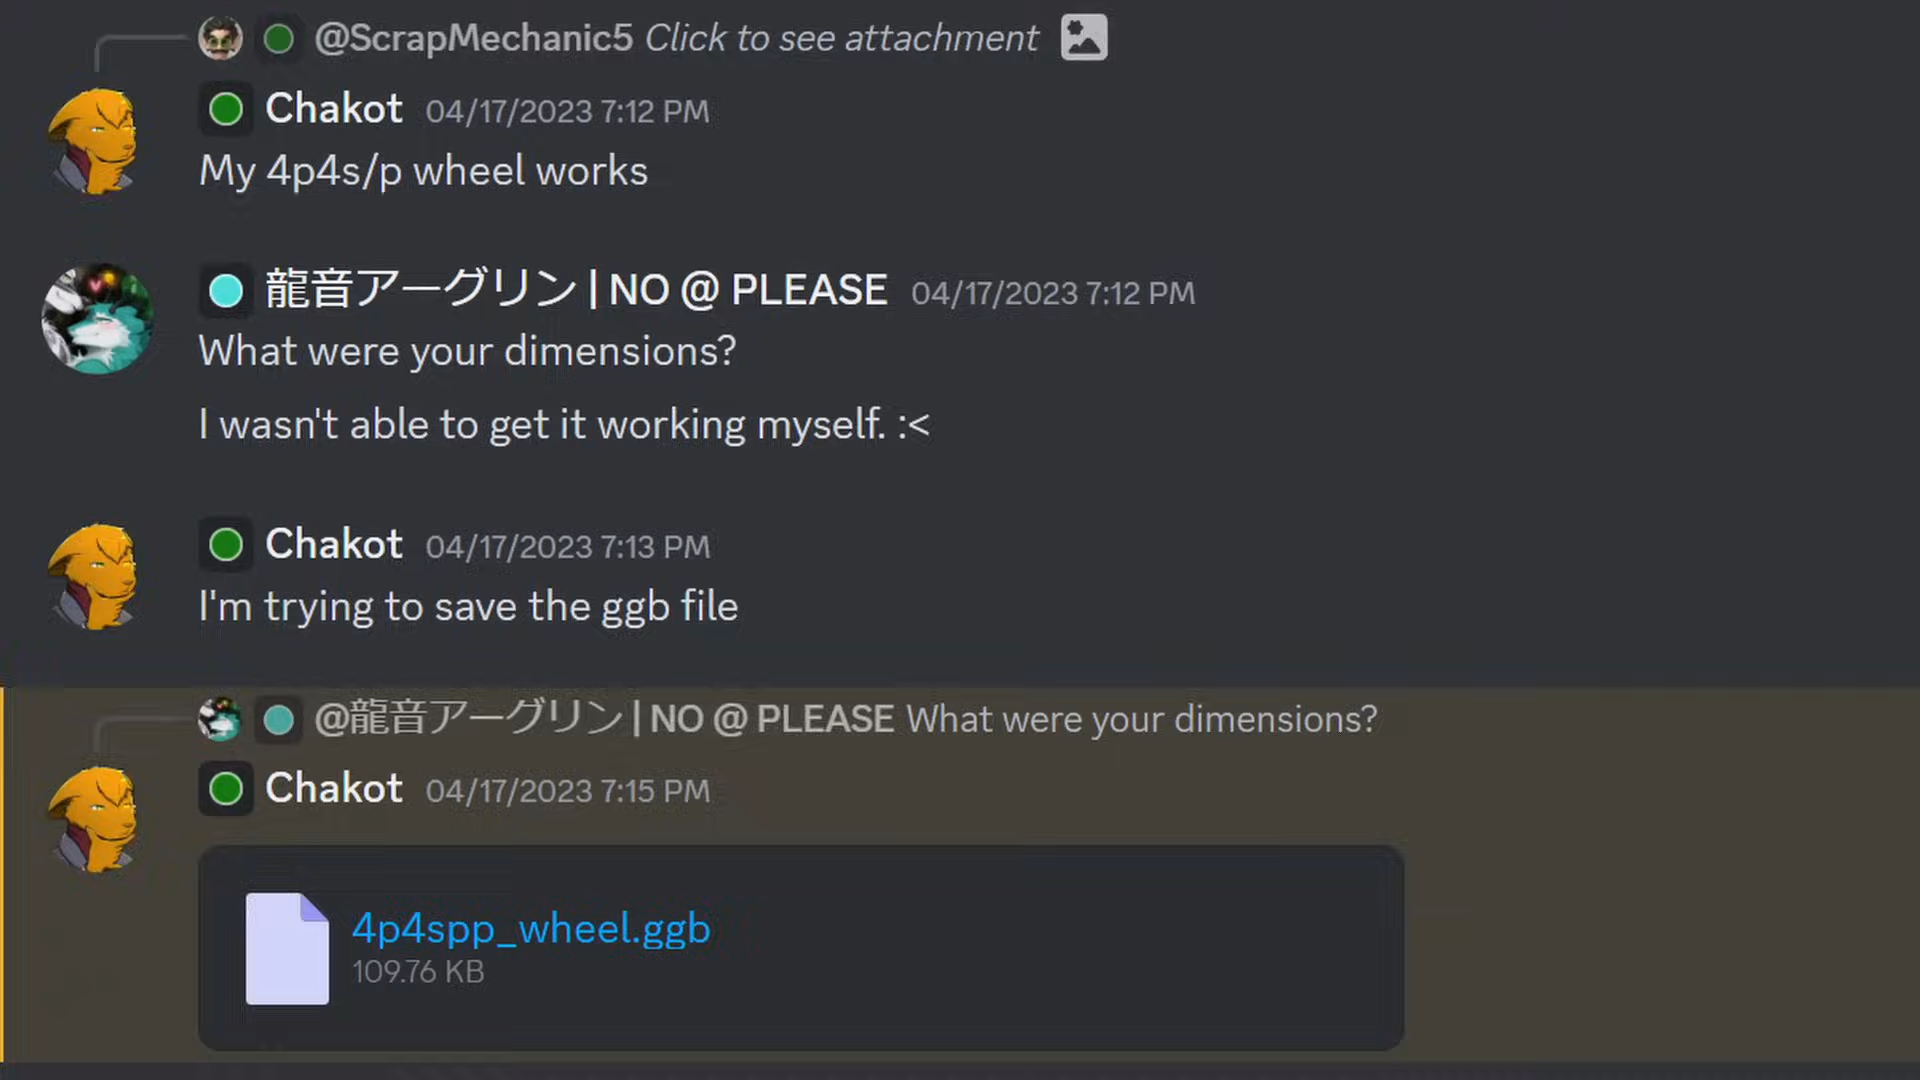 @ScrapMechanic5 Click to see attachment
Chakot 04/17/2023 7:12 PM
My 4p4s/p wheel works
龍音アーグリン | NO @ PLEASE 04/17/2023 7:12 PM
What were your dimensions?
I wasn't able to get it working myself. :<
Chakot 04/17/2023 7:13 PM
I'm trying to save the ggb file
@龍音アーグリン | NO @ PLEASE What were your dimensions?
Chakot 04/17/2023 7:15 PM
4p4spp_wheel.ggb
109.76 KB